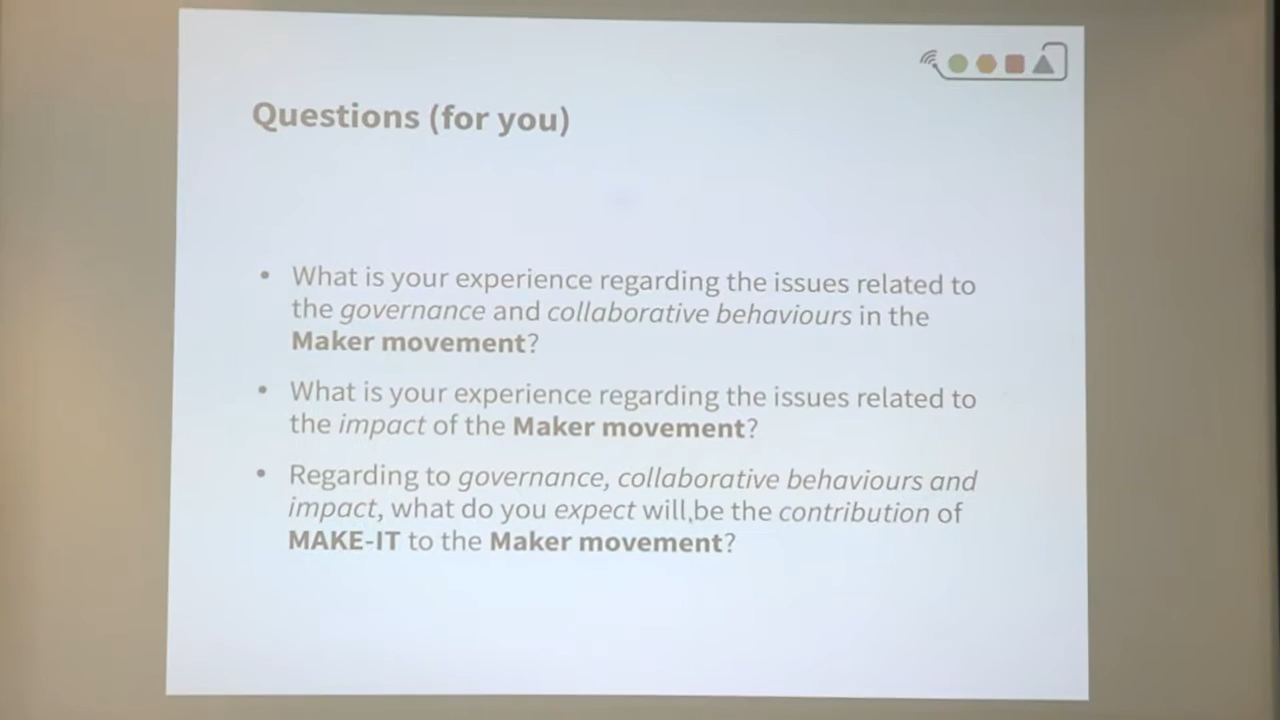 Questions (for you)
• What is your experience regarding the issues related to
the governance and collaborative behaviours in the
Maker movement?
• What is your experience regarding the issues related to
the impact of the Maker movement?
• Regarding to governance, collaborative behaviours and
impact, what do you expect will be the contribution of
MAKE-IT to the Maker movement?